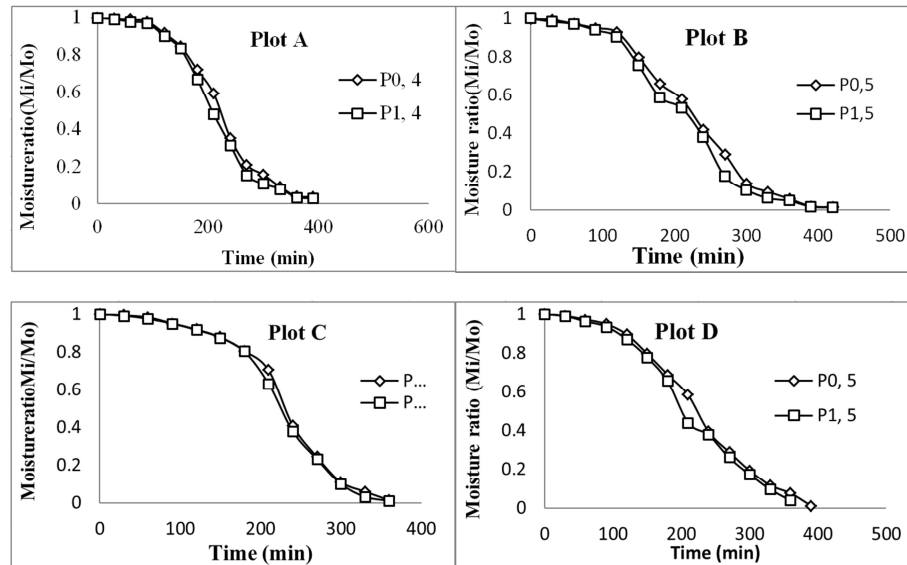 Plot A
Moistureratio(Mi/Mo)
1
0.8
0.6
0.4
0.2
0
P0, 4
P1, 4
0 200 400 600
Time (min)
Plot B
Moisture ratio(Mi/Mo)
1
0.8
0.6
0.4
0.2
0
P0,5
P1,5
0 100 200 300 400 500
Time (min)
Plot C
MoistureratioMi/Mo)
1
0.8
0.6
0.4
0.2
0
P...
P...
0 100 200 300 400
Time (min)
Plot D
Moisture ratio (Mi/Mo)
1
0.8
0.6
0.4
0.2
0
P0, 5
P1, 5
0 200 400 600
Time (min)